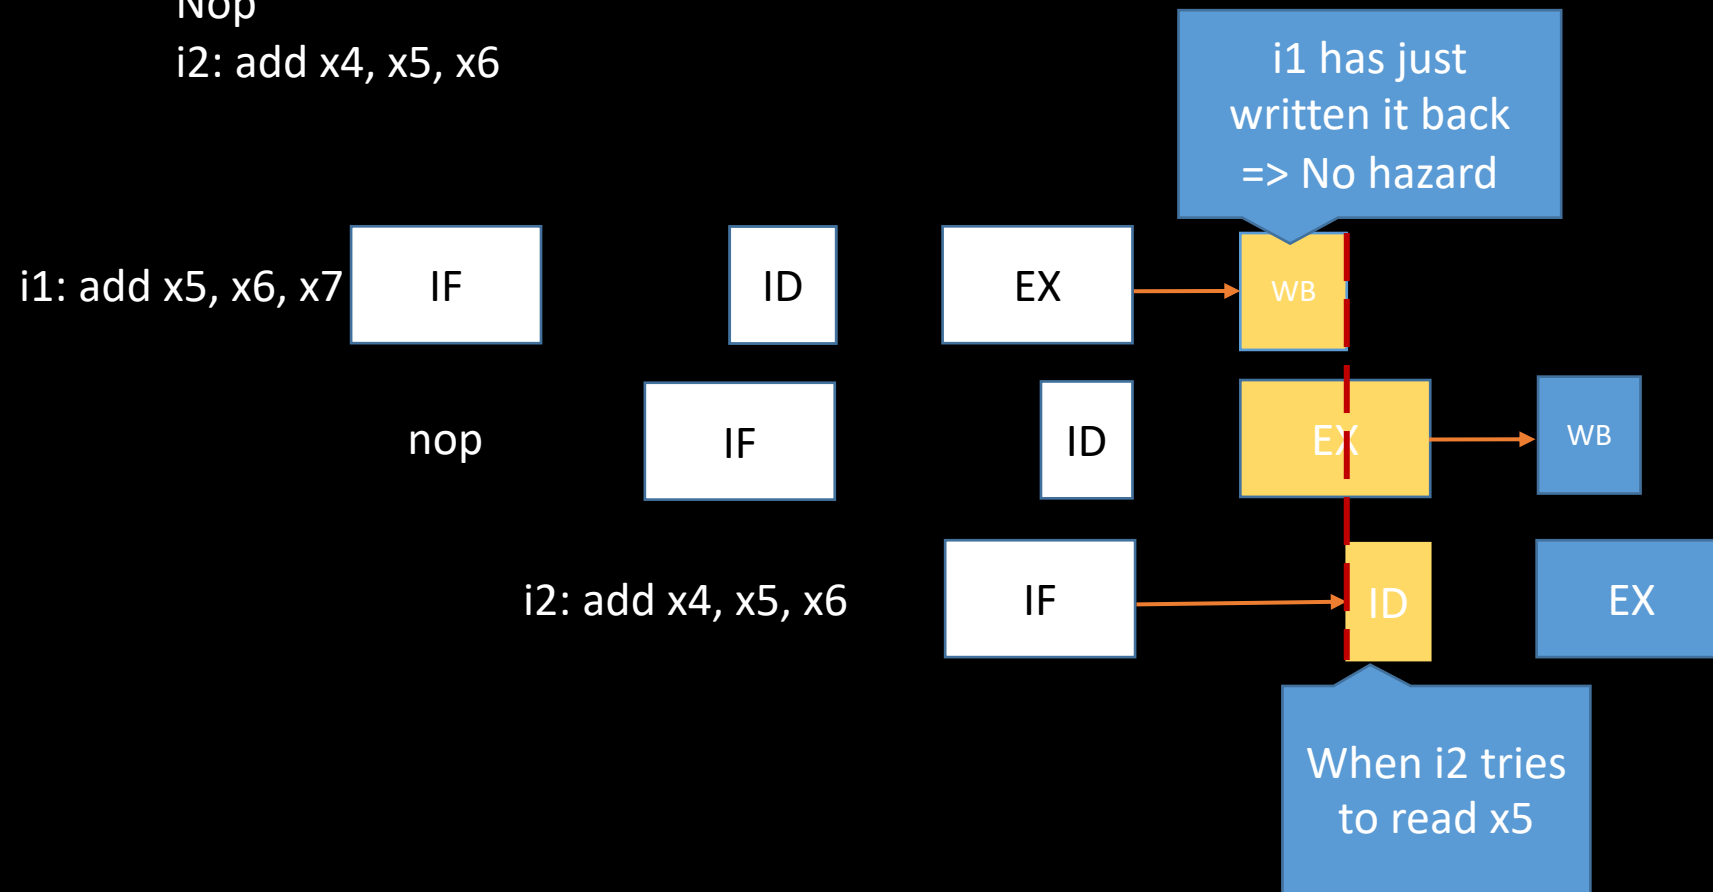 Nop
i2: add x4, x5, x6
i1 has just
written it back
=> No hazard
i1: add x5, x6, x7
IF
ID
EX
WB
nop
IF
ID
EX
WB
i2: add x4, x5, x6
IF
ID
EX
When i2 tries
to read x5